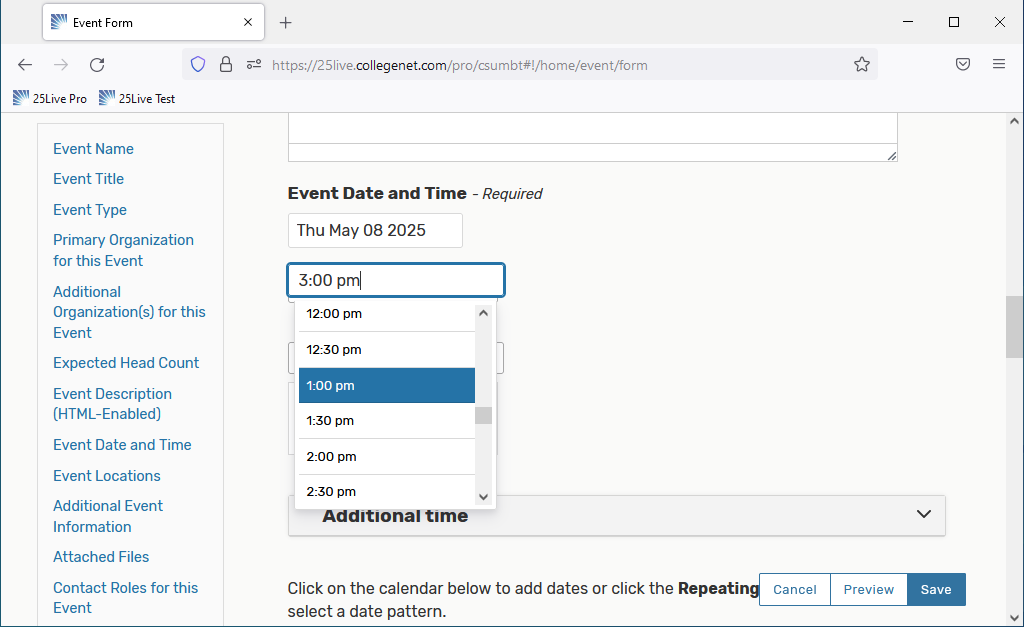 Event Form
https://25live.collegenet.com/pro/csumbt#!/home/event/form
25Live Pro
25Live Test
Event Name
Event Title
Event Type
Primary Organization
for this Event
Additional
Organization(s) for this
Event
Expected Head Count
Event Description
(HTML-Enabled)
Event Date and Time
Event Locations
Additional Event
Information
Attached Files
Contact Roles for this
Event
Event Date and Time - Required
Thu May 08 2025
3:00 pm
12:00 pm
12:30 pm
1:00 pm
1:30 pm
2:00 pm
2:30 pm
Additional time
Click on the calendar below to add dates or click the Repeating
select a date pattern.
Cancel
Preview
Save